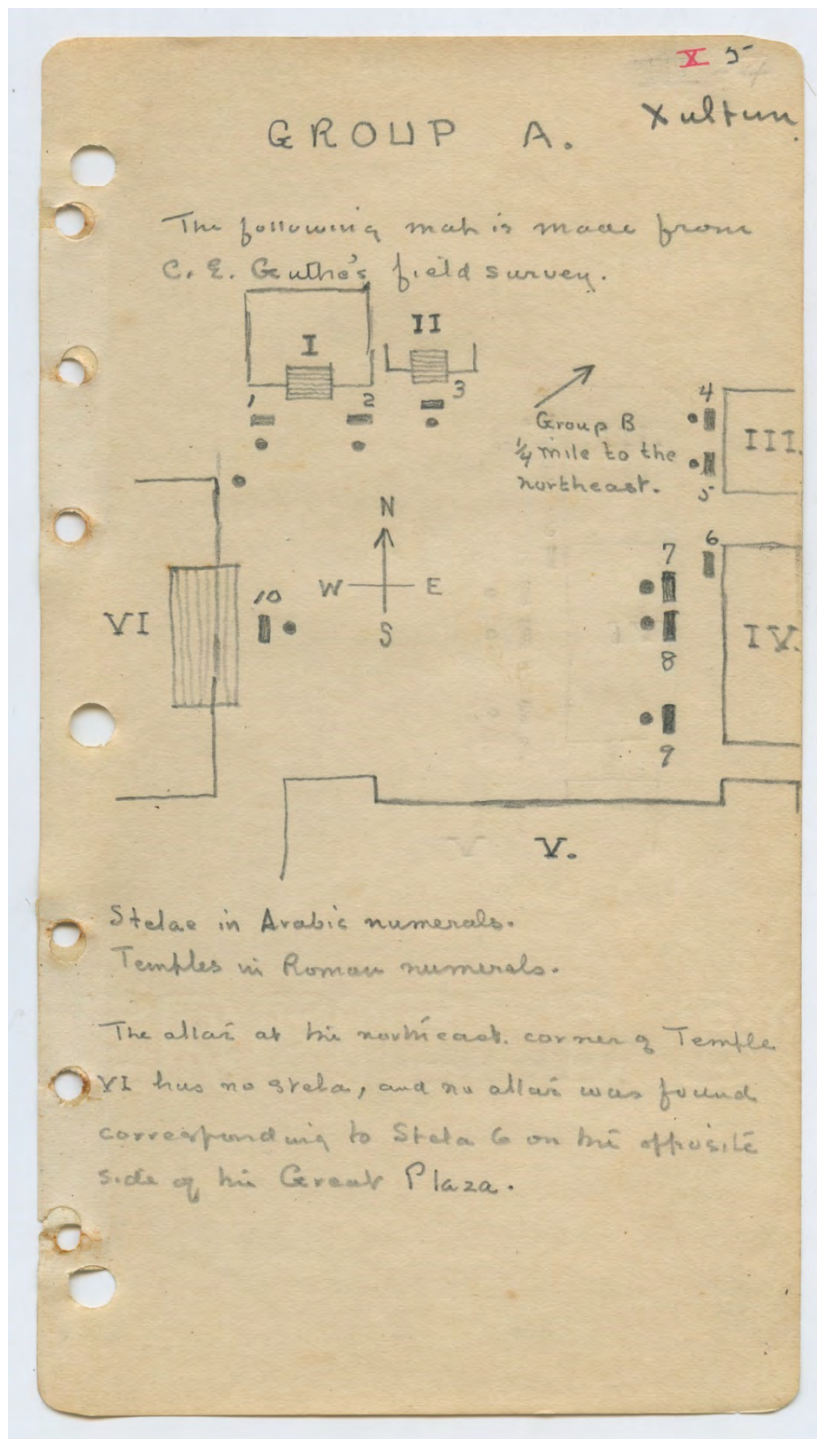 X 5
Xultun
GROUP A.
The following map is made from
C. E. Guthe's field survey.
I
II
1
2
3
4
Group B
1/4 mile to the
northeast.
III.
5
N
W
E
S
6
7
VI
10
8
IV.
9
V.
Stelae in Arabic numerals.
Temples in Roman numerals.
The altar at the northeast corner of Temple
VI has no stela, and no altar was found
corresponding to Stela 6 on the opposite
side of the Great Plaza.